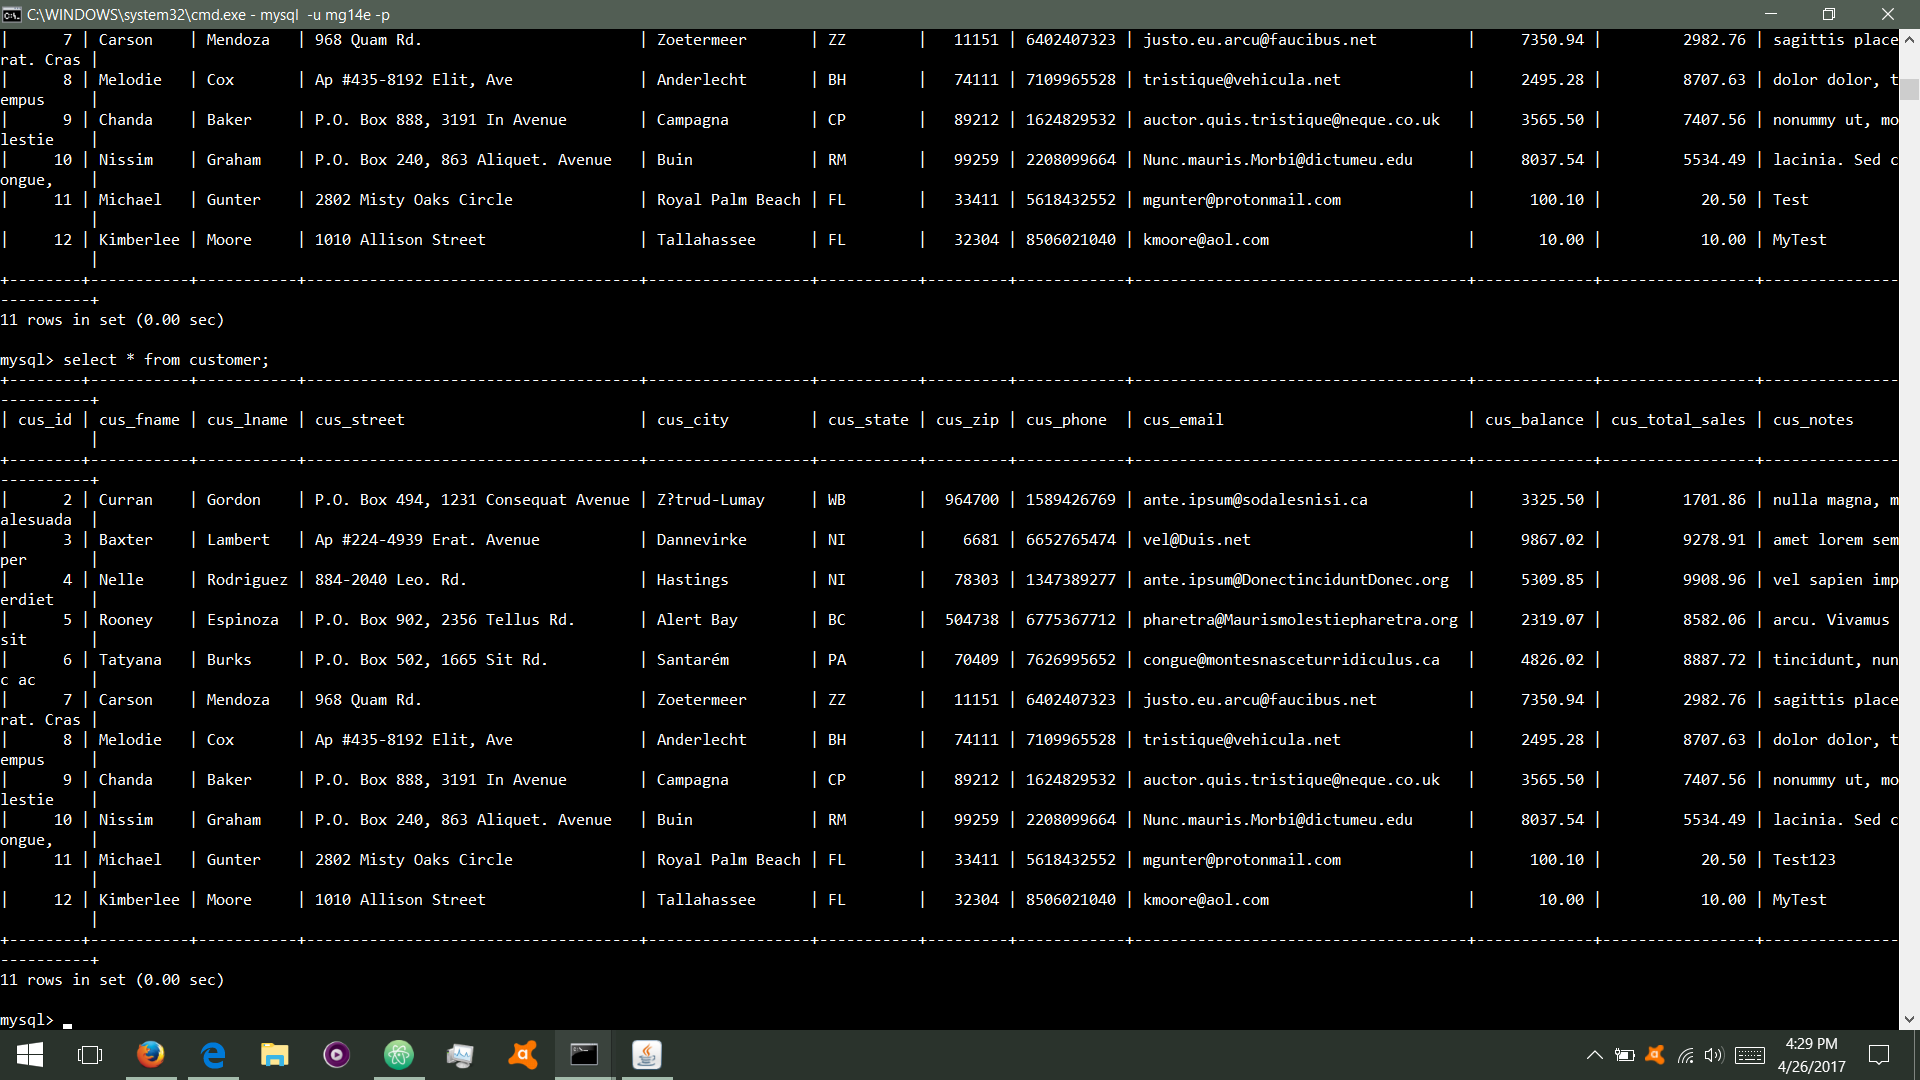 C:\WINDOWS\system32\cmd.exe - mysql  -u mg14e -p
|      7 | Carson    | Mendoza   | 968 Quam Rd.                        | Zoetermeer       | ZZ        |   11151 | 6402407323 | justo.eu.arcu@faucibus.net          |     7350.94 |         2982.76 | sagittis place
rat. Cras |
|      8 | Melodie   | Cox       | Ap #435-8192 Elit, Ave              | Anderlecht       | BH        |   74111 | 7109965528 | tristique@vehicula.net              |     2495.28 |         8707.63 | dolor dolor, t
empus     |
|      9 | Chanda    | Baker     | P.O. Box 888, 3191 In Avenue        | Campagna         | CP        |   89212 | 1624829532 | auctor.quis.tristique@neque.co.uk   |     3565.50 |         7407.56 | nonummy ut, mo
lestie    |
|     10 | Nissim    | Graham    | P.O. Box 240, 863 Aliquet. Avenue   | Buin             | RM        |   99259 | 2208099664 | Nunc.mauris.Morbi@dictumeu.edu      |     8037.54 |         5534.49 | lacinia. Sed c
ongue,    |
|     11 | Michael   | Gunter    | 2802 Misty Oaks Circle              | Royal Palm Beach | FL        |   33411 | 5618432552 | mgunter@protonmail.com              |      100.10 |           20.50 | Test
          |
|     12 | Kimberlee | Moore     | 1010 Allison Street                 | Tallahassee      | FL        |   32304 | 8506021040 | kmoore@aol.com                      |       10.00 |           10.00 | MyTest
          |
+--------+-----------+-----------+-------------------------------------+------------------+-----------+---------+------------+-------------------------------------+-------------+-----------------+---------------
----------+
11 rows in set (0.00 sec)
mysql> select * from customer;
+--------+-----------+-----------+-------------------------------------+------------------+-----------+---------+------------+-------------------------------------+-------------+-----------------+---------------
----------+
| cus_id | cus_fname | cus_lname | cus_street                          | cus_city         | cus_state | cus_zip | cus_phone  | cus_email                           | cus_balance | cus_total_sales | cus_notes
          |
+--------+-----------+-----------+-------------------------------------+------------------+-----------+---------+------------+-------------------------------------+-------------+-----------------+---------------
----------+
|      2 | Curran    | Gordon    | P.O. Box 494, 1231 Consequat Avenue | Z?trud-Lumay     | WB        |  964700 | 1589426769 | ante.ipsum@sodalesnisi.ca           |     3325.50 |         1701.86 | nulla magna, m
alesuada  |
|      3 | Baxter    | Lambert   | Ap #224-4939 Erat. Avenue           | Dannevirke       | NI        |    6681 | 6652765474 | vel@Duis.net                        |     9867.02 |         9278.91 | amet lorem sem
per       |
|      4 | Nelle     | Rodriguez | 884-2040 Leo. Rd.                   | Hastings         | NI        |   78303 | 1347389277 | ante.ipsum@DonectinciduntDonec.org  |     5309.85 |         9908.96 | vel sapien imp
erdiet    |
|      5 | Rooney    | Espinoza  | P.O. Box 902, 2356 Tellus Rd.       | Alert Bay        | BC        |  504738 | 6775367712 | pharetra@Maurismolestiepharetra.org |     2319.07 |         8582.06 | arcu. Vivamus
sit       |
|      6 | Tatyana   | Burks     | P.O. Box 502, 1665 Sit Rd.          | Santarém         | PA        |   70409 | 7626995652 | congue@montesnasceturridiculus.ca   |     4826.02 |         8887.72 | tincidunt, nun
c ac      |
|      7 | Carson    | Mendoza   | 968 Quam Rd.                        | Zoetermeer       | ZZ        |   11151 | 6402407323 | justo.eu.arcu@faucibus.net          |     7350.94 |         2982.76 | sagittis place
rat. Cras |
|      8 | Melodie   | Cox       | Ap #435-8192 Elit, Ave              | Anderlecht       | BH        |   74111 | 7109965528 | tristique@vehicula.net              |     2495.28 |         8707.63 | dolor dolor, t
empus     |
|      9 | Chanda    | Baker     | P.O. Box 888, 3191 In Avenue        | Campagna         | CP        |   89212 | 1624829532 | auctor.quis.tristique@neque.co.uk   |     3565.50 |         7407.56 | nonummy ut, mo
lestie    |
|     10 | Nissim    | Graham    | P.O. Box 240, 863 Aliquet. Avenue   | Buin             | RM        |   99259 | 2208099664 | Nunc.mauris.Morbi@dictumeu.edu      |     8037.54 |         5534.49 | lacinia. Sed c
ongue,    |
|     11 | Michael   | Gunter    | 2802 Misty Oaks Circle              | Royal Palm Beach | FL        |   33411 | 5618432552 | mgunter@protonmail.com              |      100.10 |           20.50 | Test123
          |
|     12 | Kimberlee | Moore     | 1010 Allison Street                 | Tallahassee      | FL        |   32304 | 8506021040 | kmoore@aol.com                      |       10.00 |           10.00 | MyTest
          |
+--------+-----------+-----------+-------------------------------------+------------------+-----------+---------+------------+-------------------------------------+-------------+-----------------+---------------
----------+
11 rows in set (0.00 sec)
mysql>
4:29 PM
4/26/2017